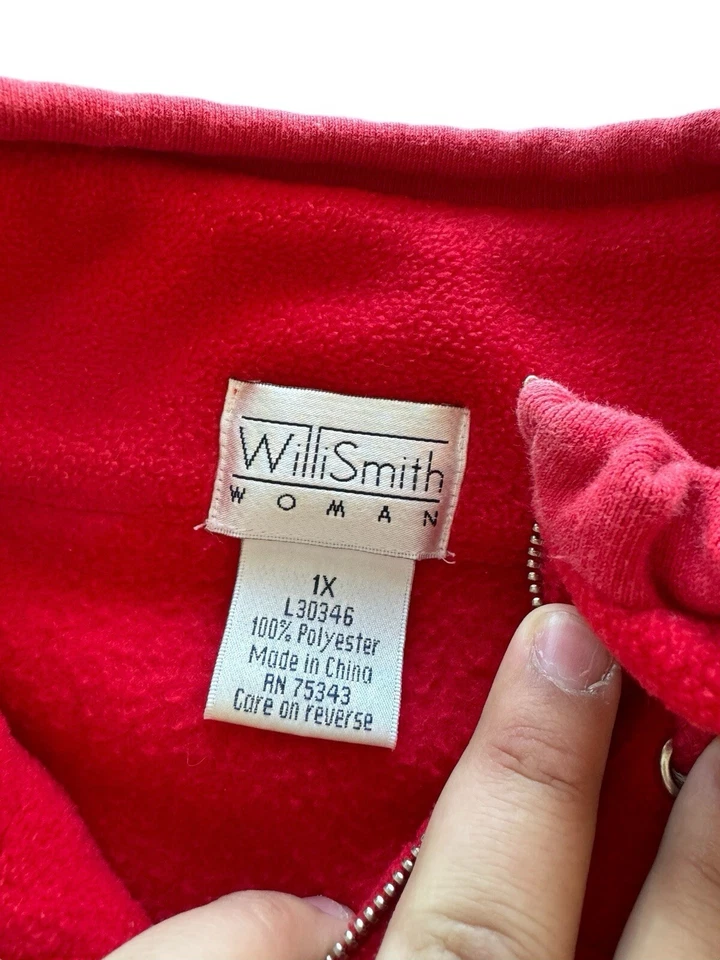 WilliSmith
WOMAN
1X
L30346
100% Polyester
Made in China
RN 75343
Care on reverse